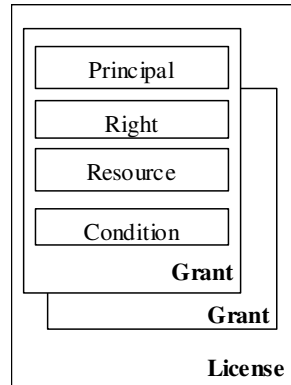 Principal
Right
Resource
Condition
Grant
Grant
License